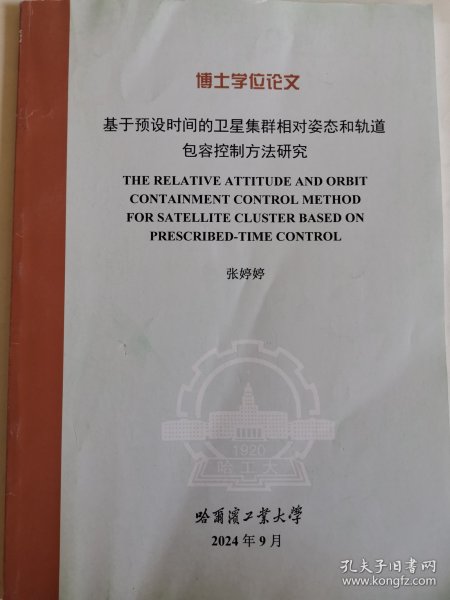 博士学位论文
基于预设时间的卫星集群相对姿态和轨道
包容控制方法研究
THE RELATIVE ATTITUDE AND ORBIT
CONTAINMENT CONTROL METHOD
FOR SATELLITE CLUSTER BASED ON
PRESCRIBED-TIME CONTROL
张婷婷
1920
哈工大
哈爾濱工業大學
2024年9月
孔夫子旧书网
www.kongfz.com